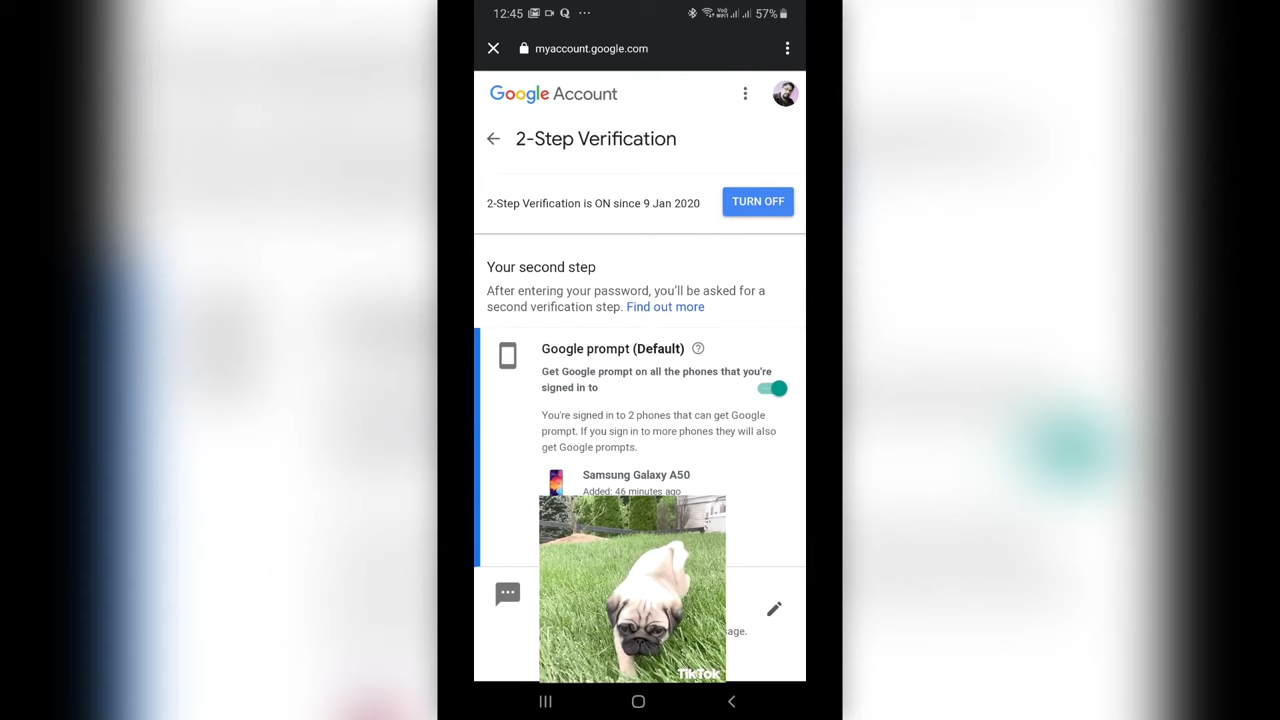 12:45 57%
myaccount.google.com
Google Account
2-Step Verification
2-Step Verification is ON since 9 Jan 2020 TURN OFF
Your second step
After entering your password, you'll be asked for a
second verification step. Find out more
Google prompt (Default)
Get Google prompt on all the phones that you're
signed in to
You're signed in to 2 phones that can get Google
prompt. If you sign in to more phones they will also
get Google prompts.
Samsung Galaxy A50
Added: 46 minutes ago
age.
TikTok